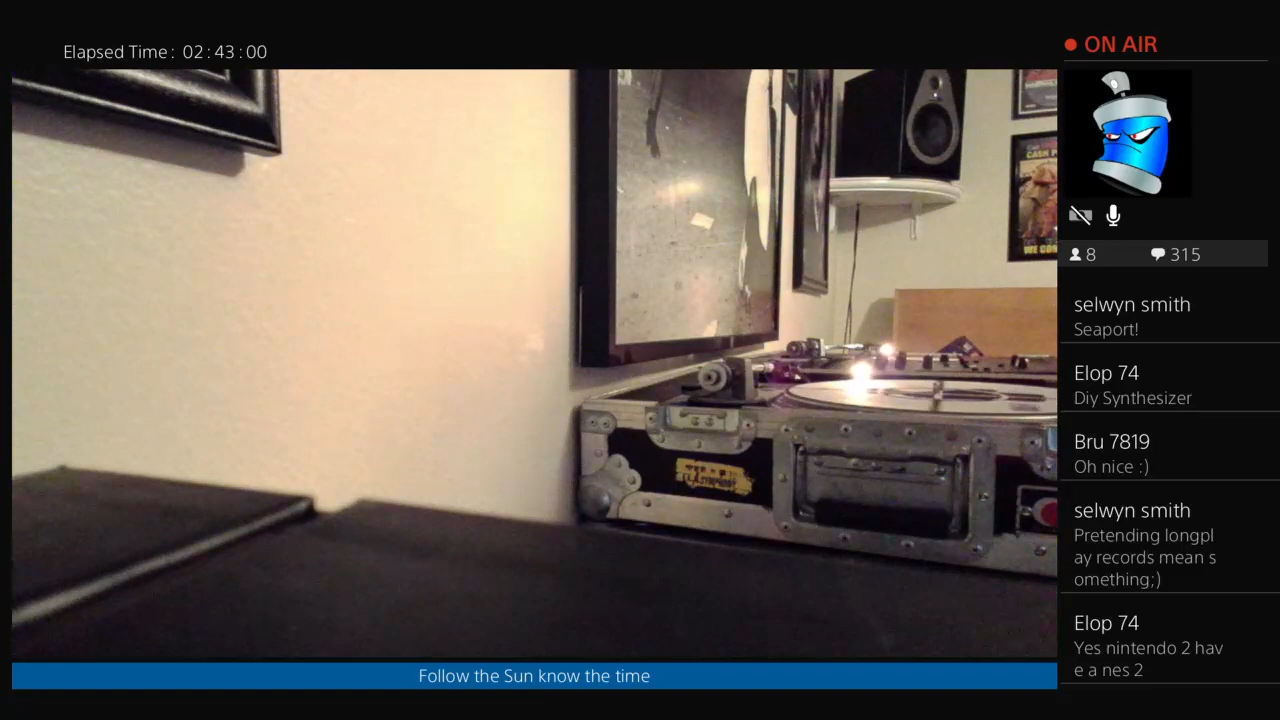 Elapsed Time: 02:43:00
ON AIR
8
315
selwyn smith
Seaport!
Elop 74
Diy Synthesizer
Bru 7819
Oh nice :)
selwyn smith
Pretending longpl
ay records mean s
omething;)
Elop 74
Yes nintendo 2 hav
e a nes 2
CASH
Follow the Sun know the time